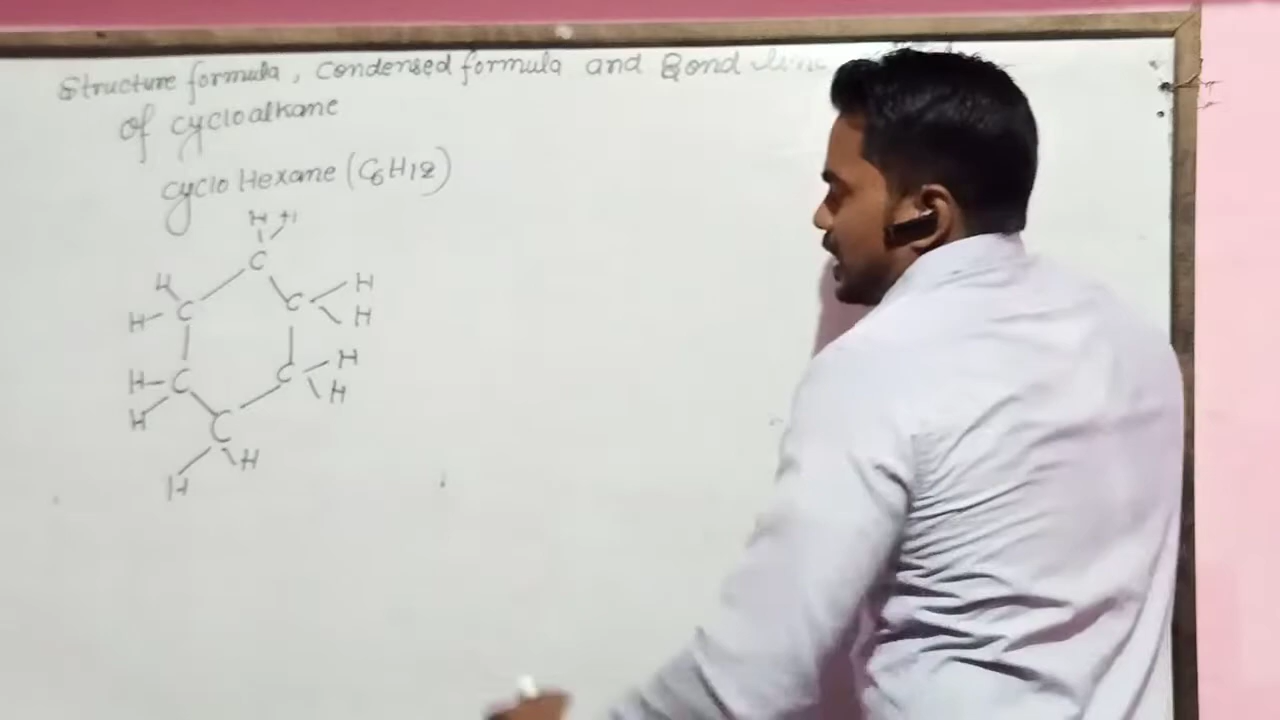 Structure formula, condensed formula and Bond line
of cycloalkane
cyclo Hexane (C6H12)
H H
C
H C C H
H H
H C C H
H C H
H H